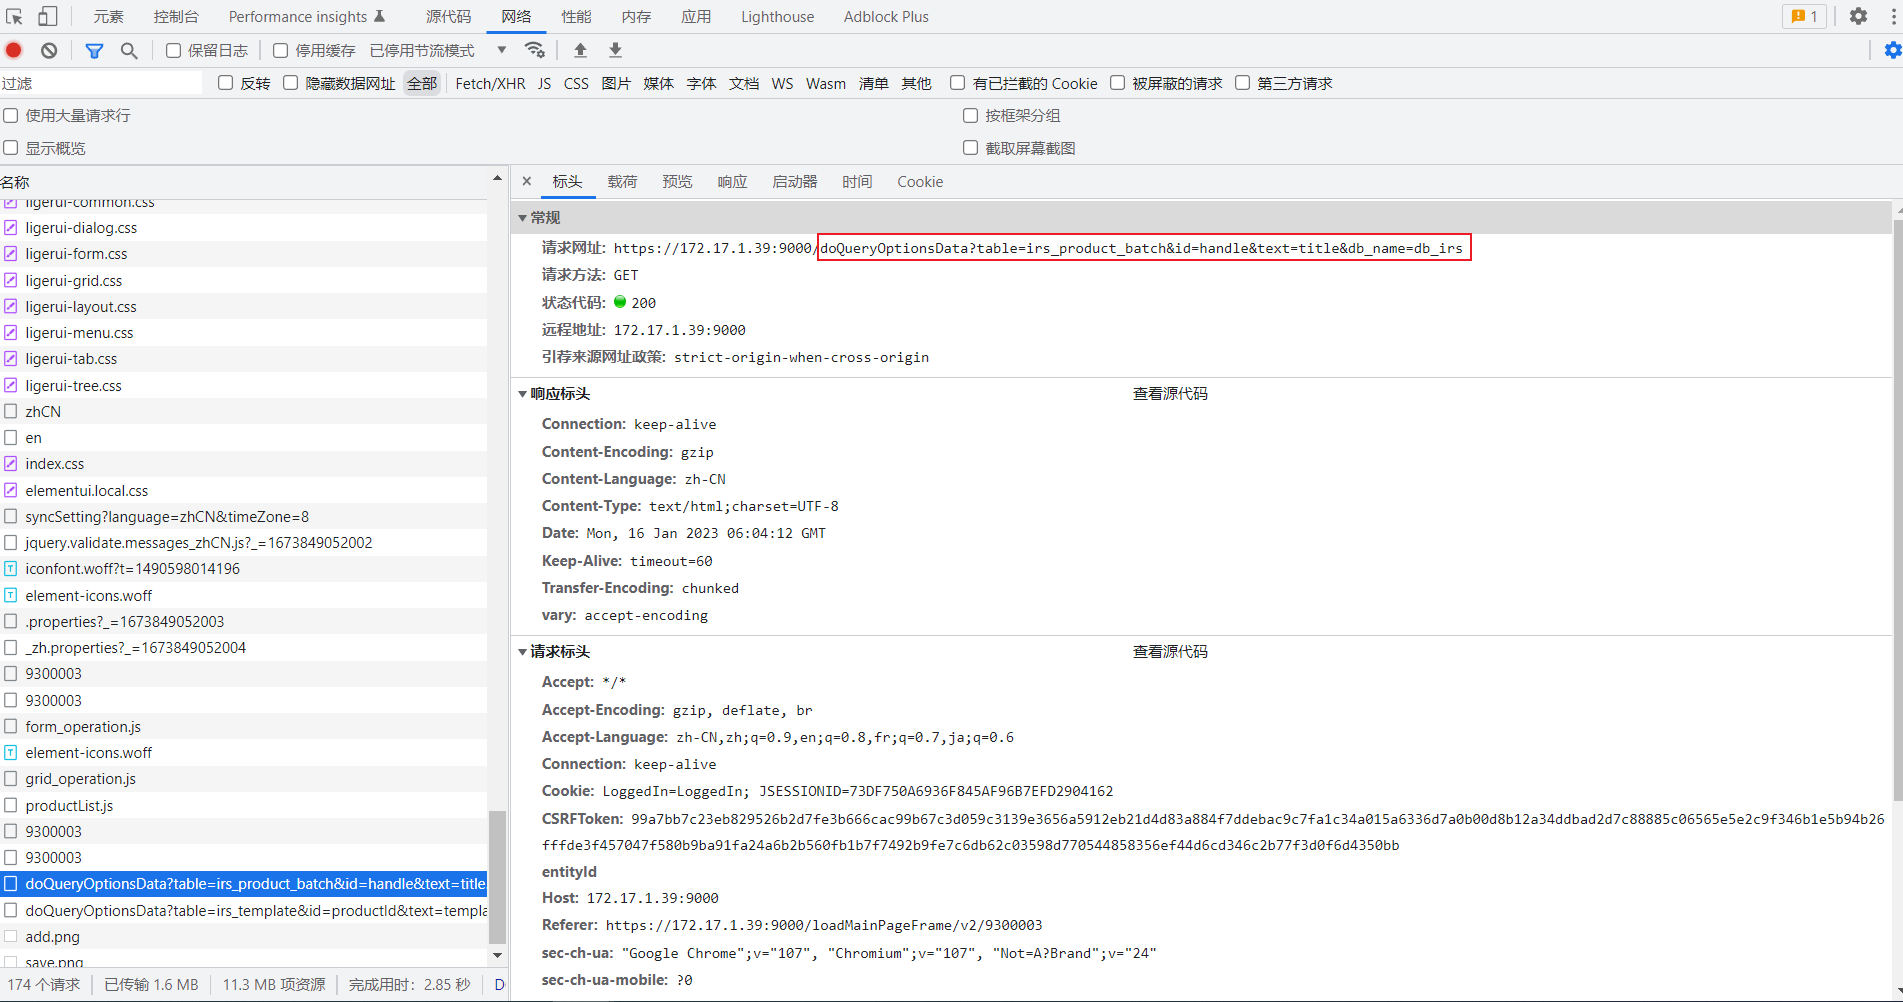 元素 控制台 Performance insights 源代码 网络 性能 内存 应用 Lighthouse Adblock Plus 1
保留日志 停用缓存 已停用节流模式
过滤 反转 隐藏数据网址 全部 Fetch/XHR JS CSS 图片 媒体 字体 文档 WS Wasm 清单 其他 有已拦截的 Cookie 被屏蔽的请求 第三方请求
使用大量请求行 按框架分组
显示概览 截取屏幕截图
名称
ligerui-common.css
ligerui-dialog.css
ligerui-form.css
ligerui-grid.css
ligerui-layout.css
ligerui-menu.css
ligerui-tab.css
ligerui-tree.css
zhCN
en
index.css
elementui.local.css
syncSetting?language=zhCN&timeZone=8
jquery.validate.messages_zhCN.js?_=1673849052002
iconfont.woff?t=1490598014196
element-icons.woff
.properties?_=1673849052003
_zh.properties?_=1673849052004
9300003
9300003
form_operation.js
element-icons.woff
grid_operation.js
productList.js
9300003
9300003
doQueryOptionsData?table=irs_product_batch&id=handle&text=title
doQueryOptionsData?table=irs_template&id=productId&text=templa
add.png
save.png
174 个请求 已传输 1.6 MB 11.3 MB 项资源 完成用时： 2.85 秒 D
× 标头 载荷 预览 响应 启动器 时间 Cookie
常规
请求网址: https://172.17.1.39:9000/doQueryOptionsData?table=irs_product_batch&id=handle&text=title&db_name=db_irs
请求方法: GET
状态代码: 200
远程地址: 172.17.1.39:9000
引荐来源网址政策: strict-origin-when-cross-origin
响应标头 查看源代码
Connection: keep-alive
Content-Encoding: gzip
Content-Language: zh-CN
Content-Type: text/html;charset=UTF-8
Date: Mon, 16 Jan 2023 06:04:12 GMT
Keep-Alive: timeout=60
Transfer-Encoding: chunked
vary: accept-encoding
请求标头 查看源代码
Accept: */*
Accept-Encoding: gzip, deflate, br
Accept-Language: zh-CN,zh;q=0.9,en;q=0.8,fr;q=0.7,ja;q=0.6
Connection: keep-alive
Cookie: LoggedIn=LoggedIn; JSESSIONID=73DF750A6936F845AF96B7EFD2904162
CSRFToken: 99a7bb7c23eb829526b2d7fe3b666cac99b67c3d059c3139e3656a5912eb21d4d83a884f7ddebac9c7fa1c34a015a6336d7a0b00d8b12a34ddbad2d7c88885c06565e5e2c9f346b1e5b94b26
fffde3f457047f580b9ba91fa24a6b2b560fb1b7f7492b9fe7c6db62c03598d770544858356ef44d6cd346c2b77f3d0f6d4350bb
entityId
Host: 172.17.1.39:9000
Referer: https://172.17.1.39:9000/loadMainPageFrame/v2/9300003
sec-ch-ua: "Google Chrome";v="107", "Chromium";v="107", "Not=A?Brand";v="24"
sec-ch-ua-mobile: ?0